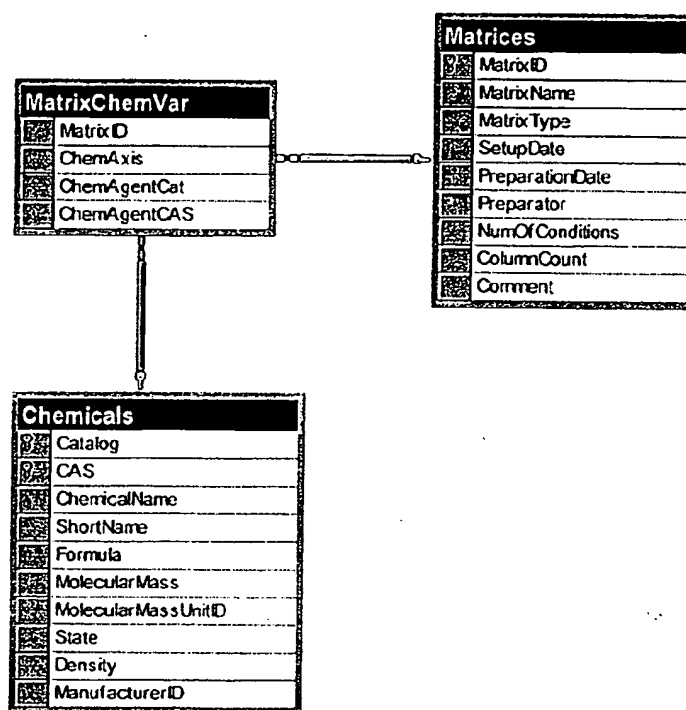 Matrices
MatrixID
MatrixName
MatrixType
SetupDate
PreparationDate
Preparator
NumOfConditions
ColumnCount
Comment
MatrixChemVar
MatrixID
ChemAxis
ChemAgentCat
ChemAgentCAS
Chemicals
Catalog
CAS
ChemicalName
ShortName
Formula
MolecularMass
MolecularMassUnitID
State
Density
ManufacturerID